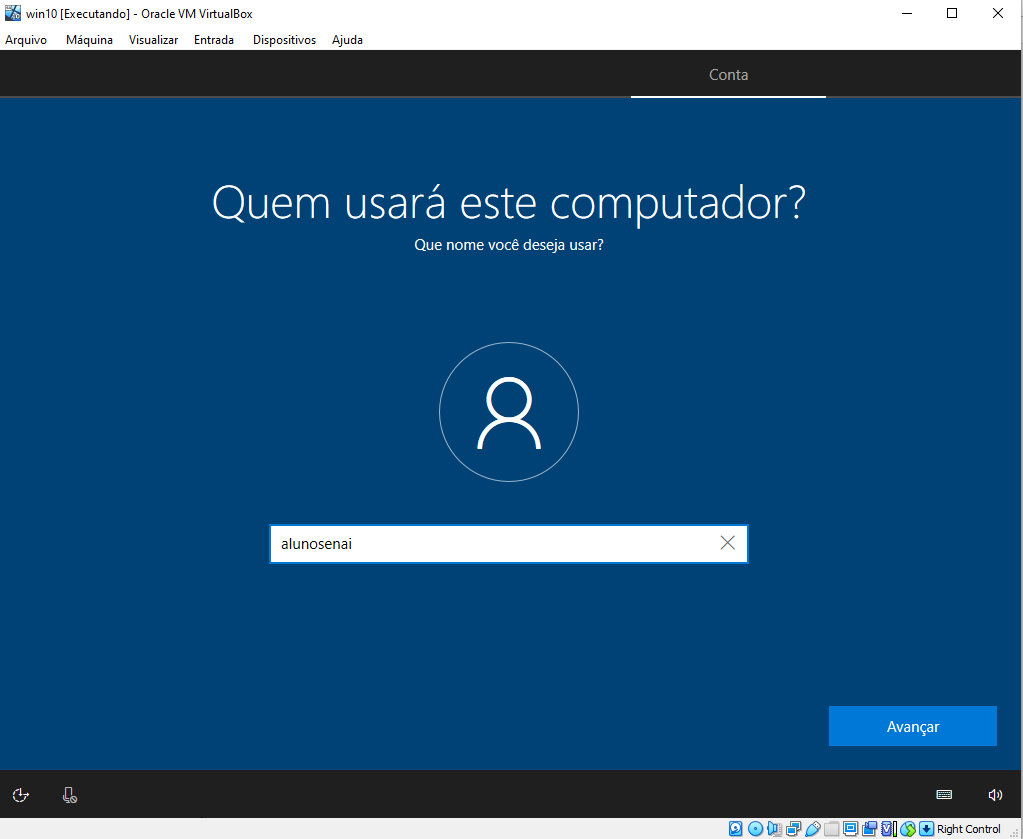 win10 [Executando] - Oracle VM VirtualBox
Arquivo Máquina Visualizar Entrada Dispositivos Ajuda
Conta
Quem usará este computador?
Que nome você deseja usar?
alunosenai
Avançar
Right Control